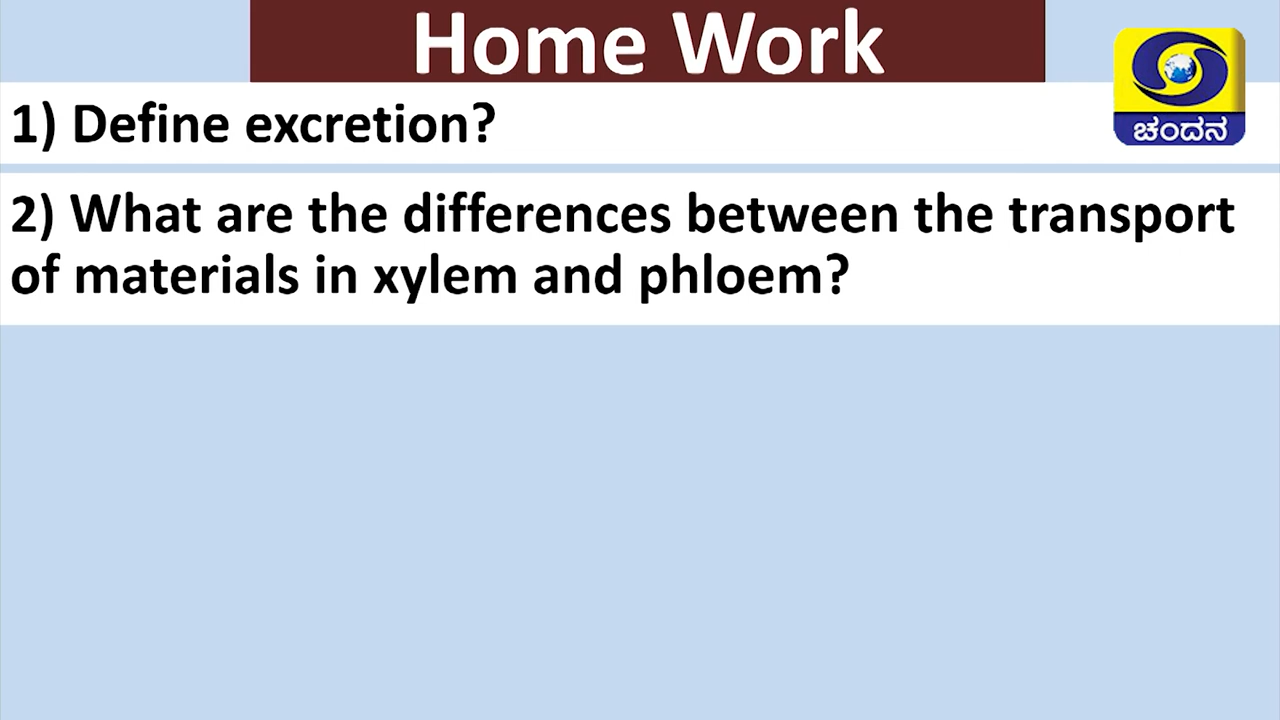 Home Work
1) Define excretion?
ಚಂದನ
2) What are the differences between the transport
of materials in xylem and phloem?